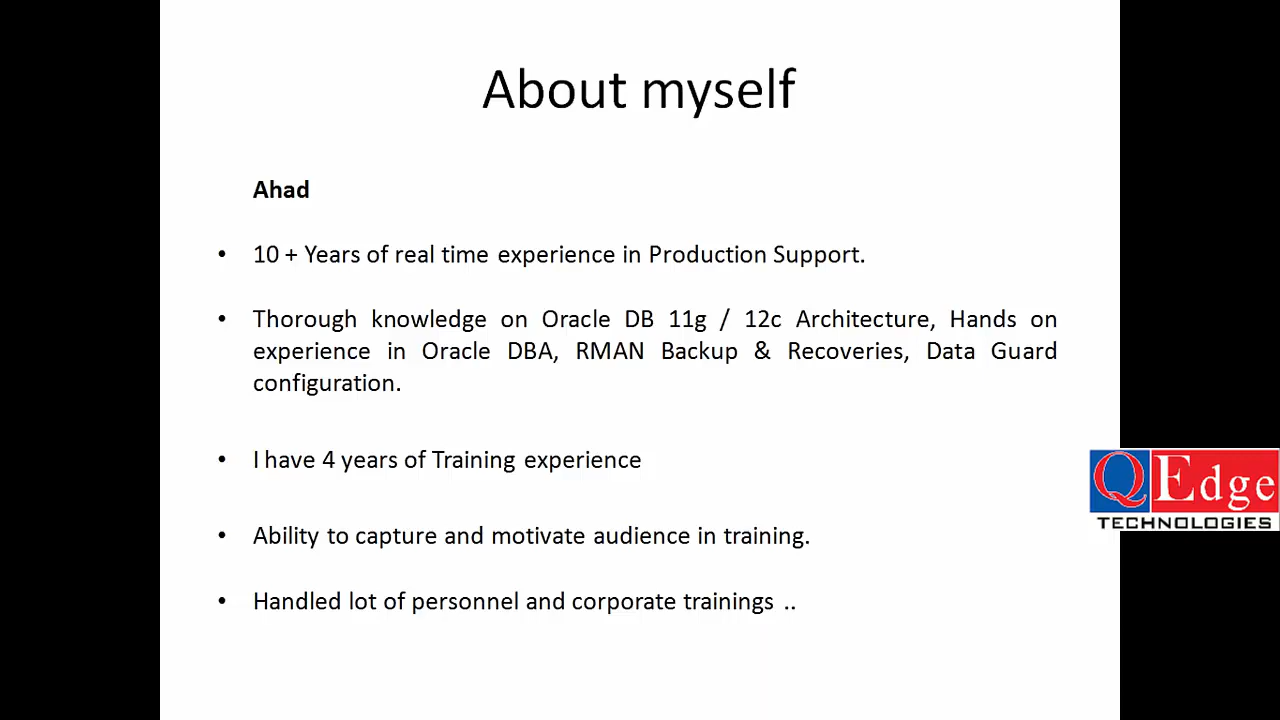 About myself
Ahad
• 10 + Years of real time experience in Production Support.
• Thorough knowledge on Oracle DB 11g / 12c Architecture, Hands on
experience in Oracle DBA, RMAN Backup & Recoveries, Data Guard
configuration.
• I have 4 years of Training experience
QEdge
TECHNOLOGIES
• Ability to capture and motivate audience in training.
• Handled lot of personnel and corporate trainings ..